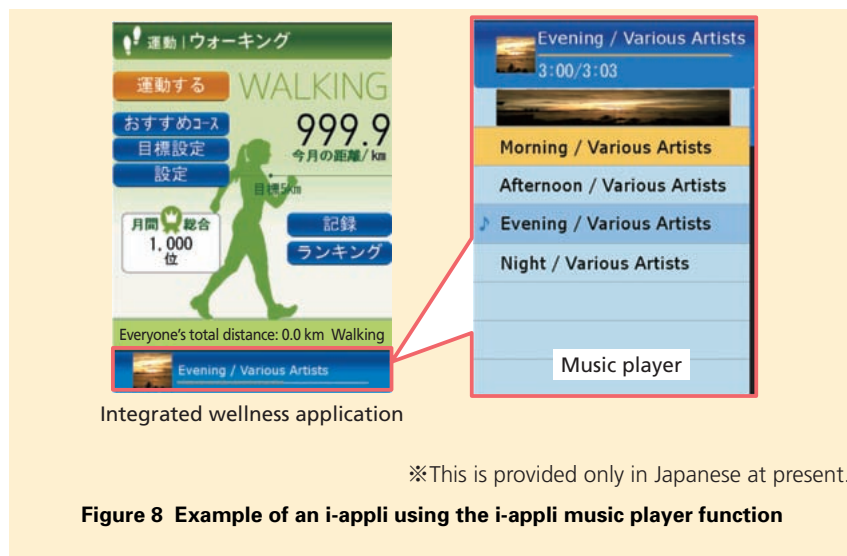 運動 | ウォーキング
運動する
WALKING
おすすめコース
目標設定
設定
999.9
今月の距離/km
目標5km
月間 総合
1,000
位
記録
ランキング
Everyone's total distance: 0.0 km Walking
Evening / Various Artists
Integrated wellness application
Evening / Various Artists
3:00/3:03
Morning / Various Artists
Afternoon / Various Artists
♪ Evening / Various Artists
Night / Various Artists
Music player
※This is provided only in Japanese at present.
Figure 8 Example of an i-appli using the i-appli music player function